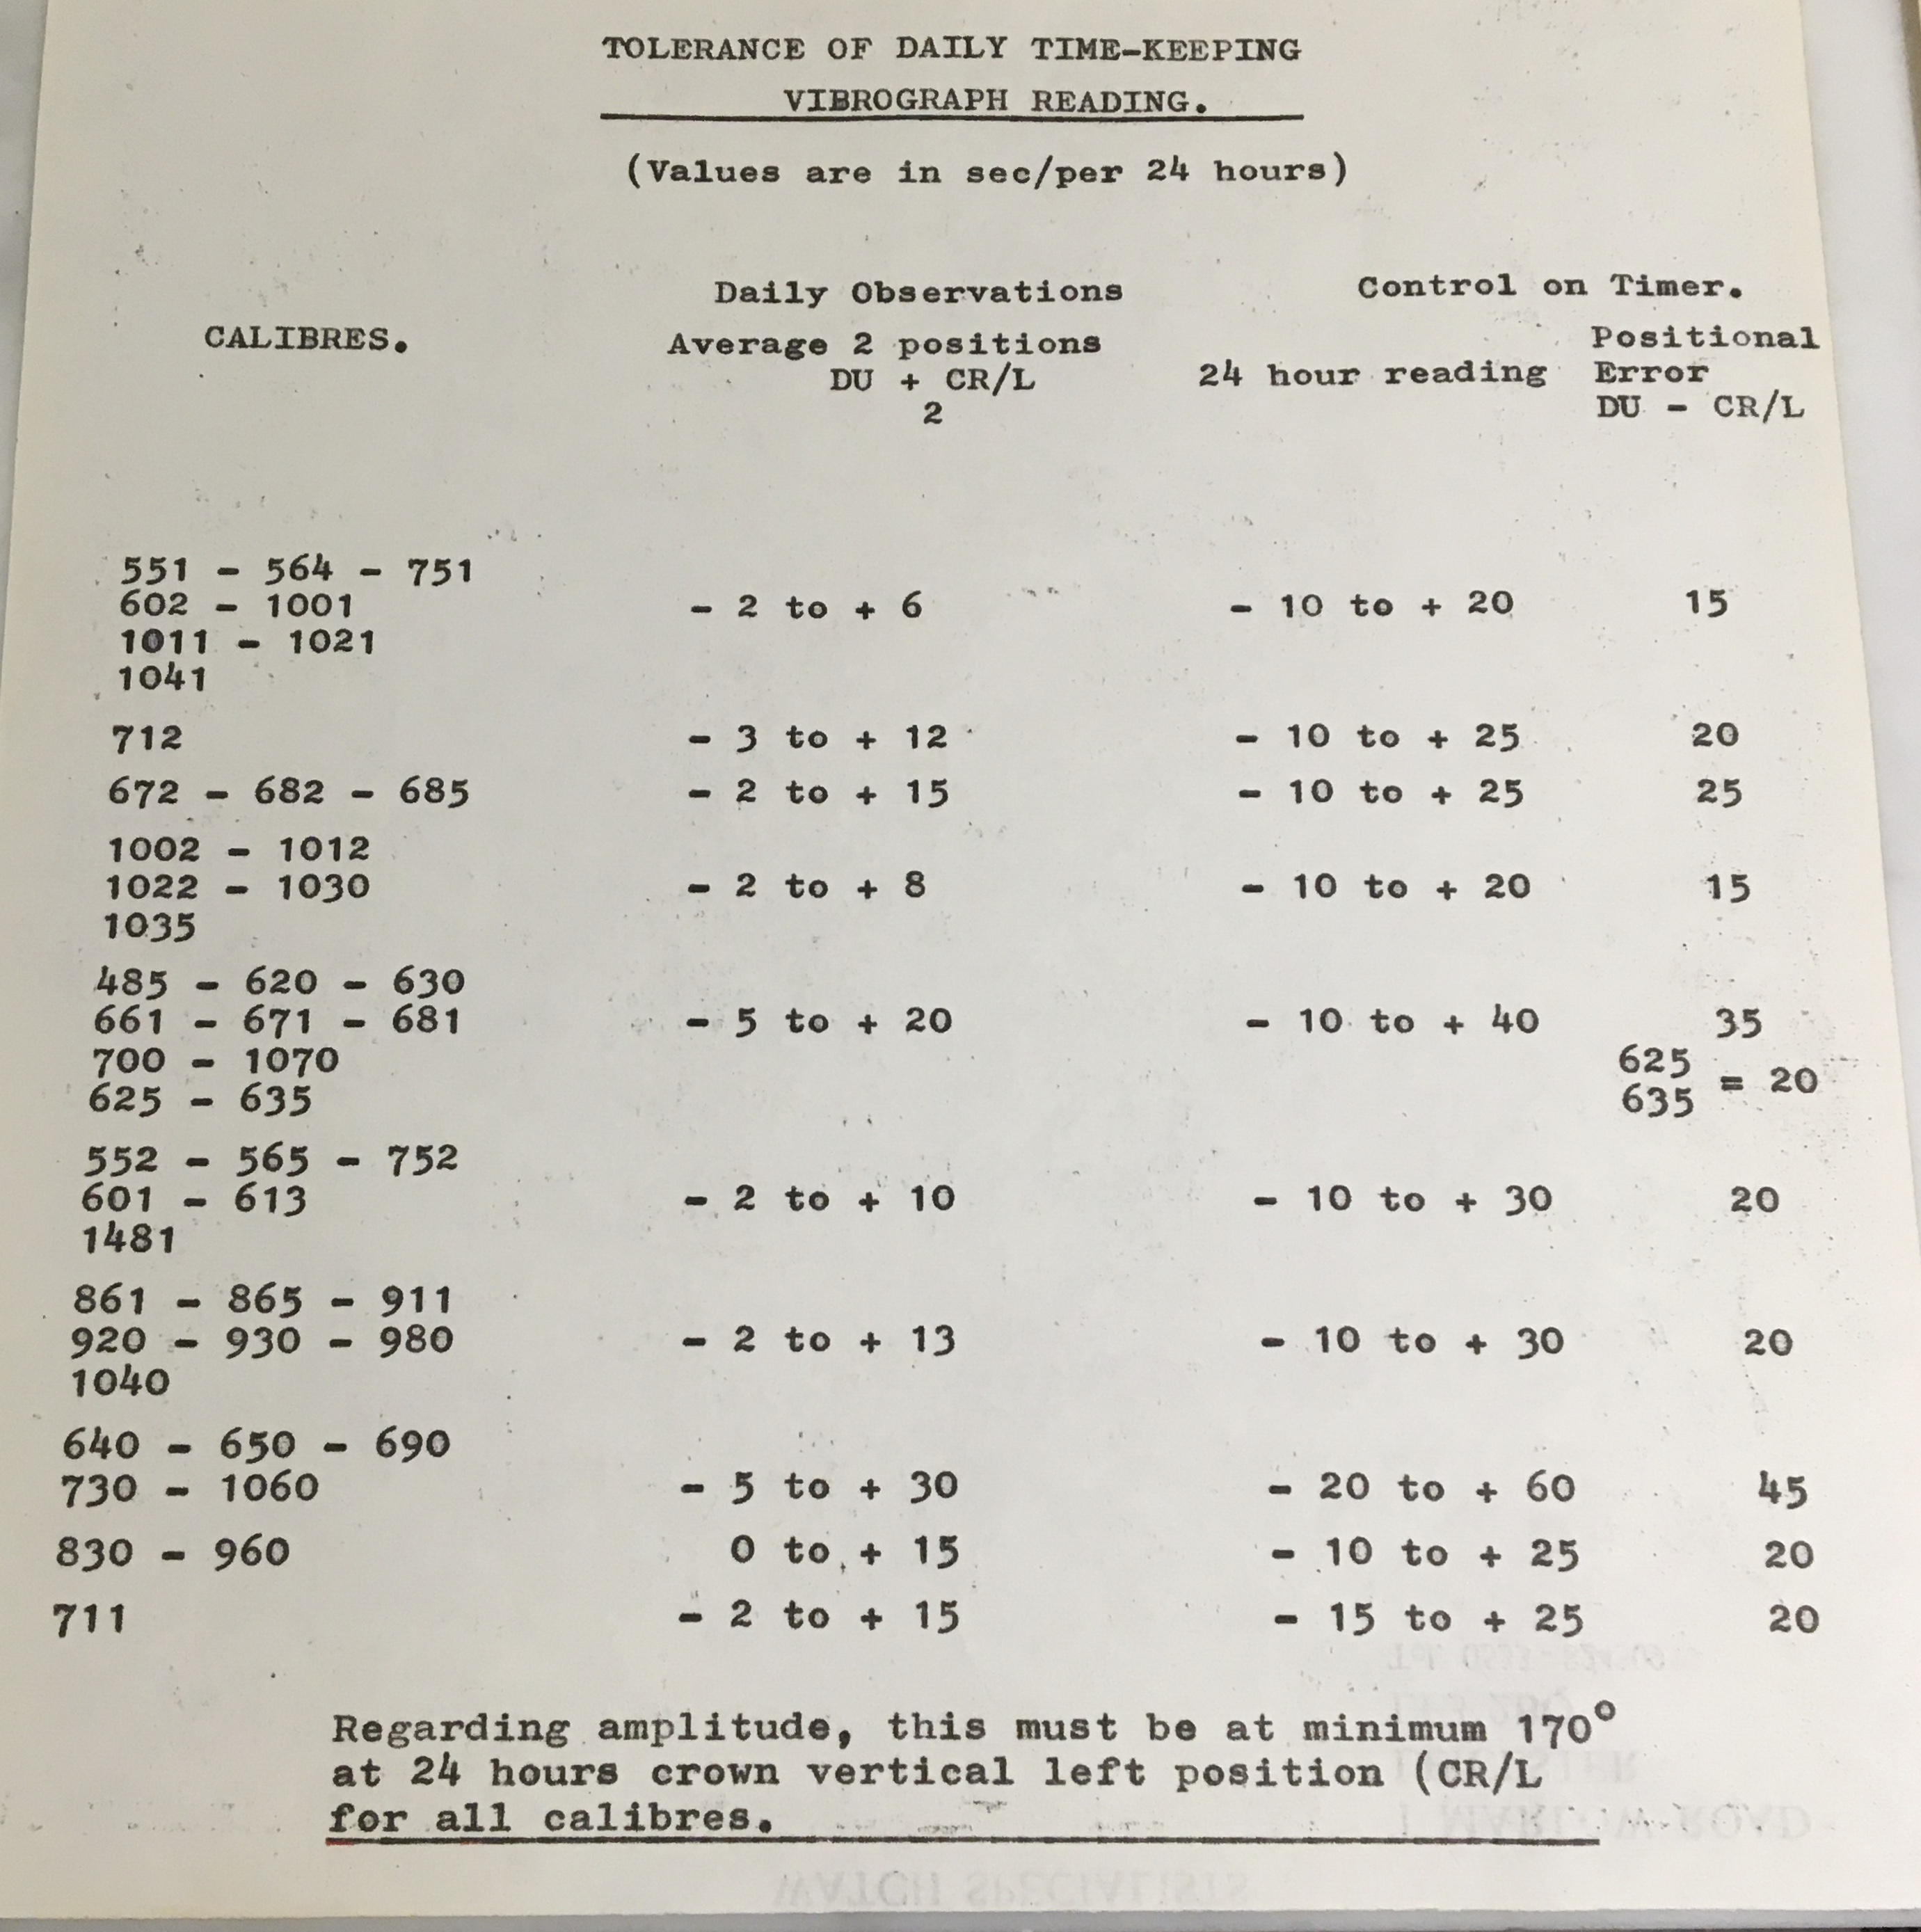 TOLERANCE OF DAILY TIME-KEEPING
VIBROGRAPH READING.
(Values are in sec/per 24 hours)
Daily Observations Control on Timer.
CALIBRES. Average 2 positions Positional
DU + CR/L 24 hour reading Error
2 DU - CR/L
551 - 564 - 751
602 - 1001 - 2 to + 6 - 10 to + 20 15
1011 - 1021
1041
712 - 3 to + 12 - 10 to + 25 20
672 - 682 - 685 - 2 to + 15 - 10 to + 25 25
1002 - 1012
1022 - 1030 - 2 to + 8 - 10 to + 20 15
1035
485 - 620 - 630
661 - 671 - 681 - 5 to + 20 - 10 to + 40 35
700 - 1070 625
625 - 635 635 = 20
552 - 565 - 752
601 - 613 - 2 to + 10 - 10 to + 30 20
1481
861 - 865 - 911
920 - 930 - 980 - 2 to + 13 - 10 to + 30 20
1040
640 - 650 - 690
730 - 1060 - 5 to + 30 - 20 to + 60 45
830 - 960 0 to + 15 - 10 to + 25 20
711 - 2 to + 15 - 15 to + 25 20
Regarding amplitude, this must be at minimum 170°
at 24 hours crown vertical left position (CR/L
for all calibres.
WATCH SPECIALISTS